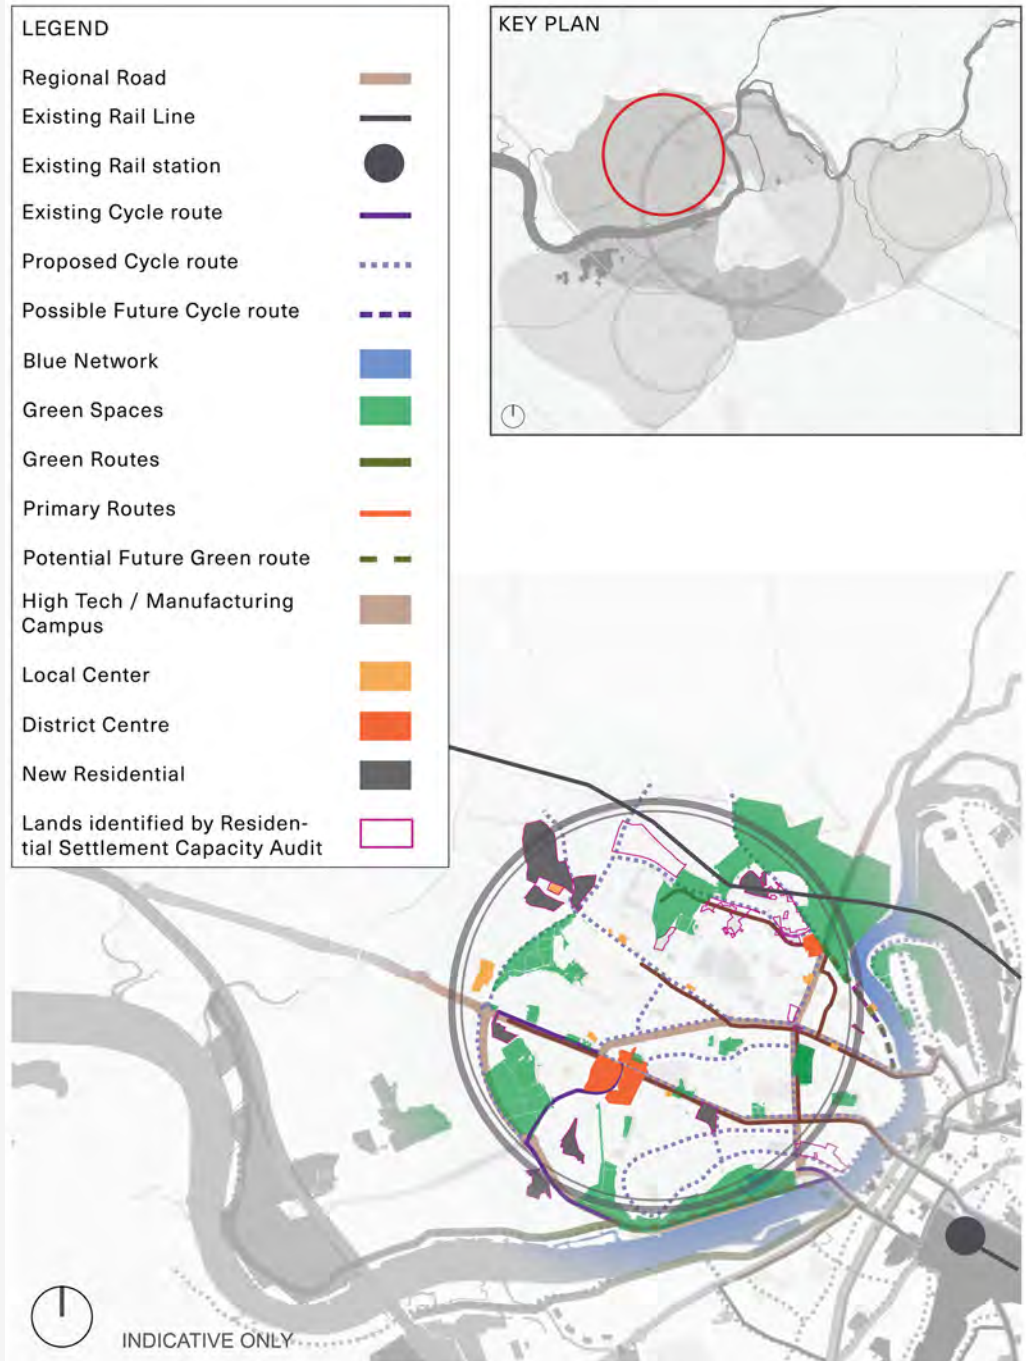 LEGEND
Regional Road
Existing Rail Line
Existing Rail station
Existing Cycle route
Proposed Cycle route
Possible Future Cycle route
Blue Network
Green Spaces
Green Routes
Primary Routes
Potential Future Green route
High Tech / Manufacturing
Campus
Local Center
District Centre
New Residential
Lands identified by Residen-
tial Settlement Capacity Audit
KEY PLAN
INDICATIVE ONLY